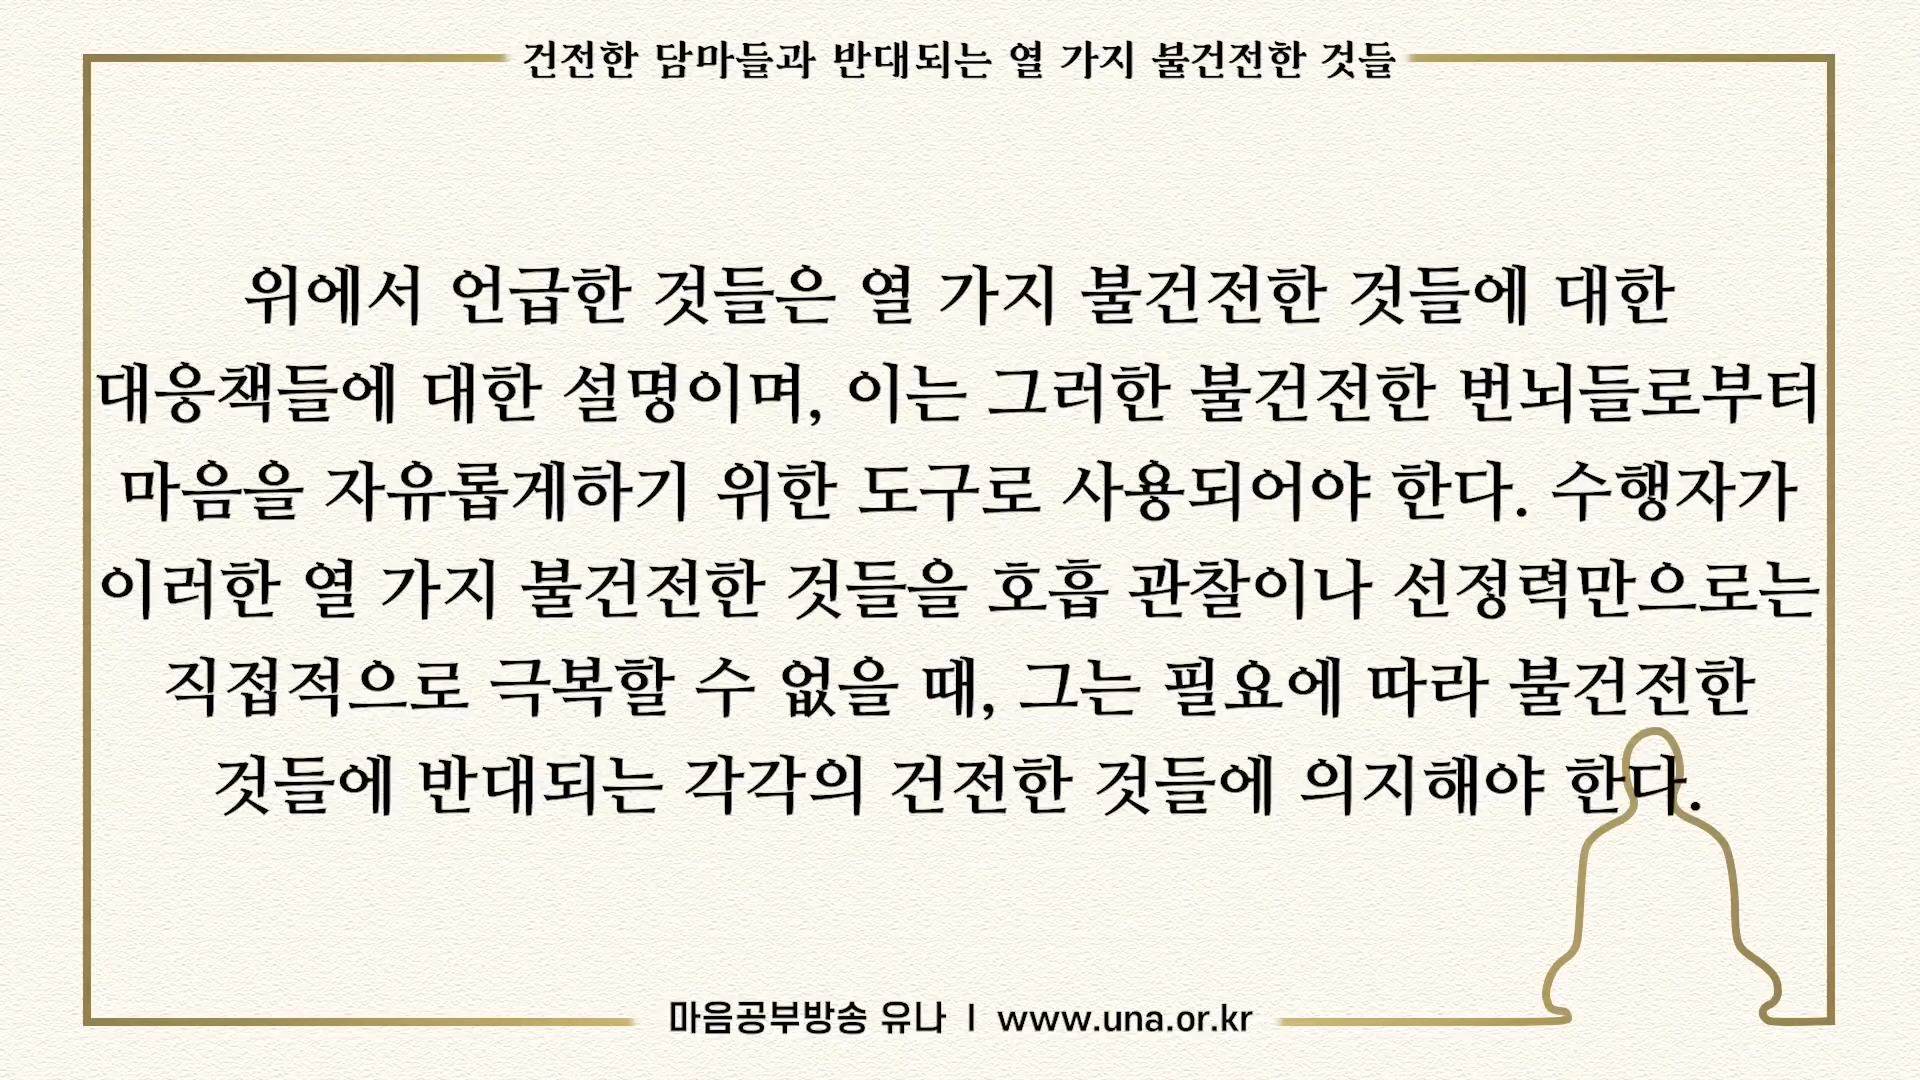 건전한 담마들과 반대되는 열 가지 불건전한 것들
위에서 언급한 것들은 열 가지 불건전한 것들에 대한
대응책들에 대한 설명이며, 이는 그러한 불건전한 번뇌들로부터
마음을 자유롭게하기 위한 도구로 사용되어야 한다. 수행자가
이러한 열 가지 불건전한 것들을 호흡 관찰이나 선정력만으로는
직접적으로 극복할 수 없을 때, 그는 필요에 따라 불건전한
것들에 반대되는 각각의 건전한 것들에 의지해야 한다.
마음공부방송 유나 | www.una.or.kr